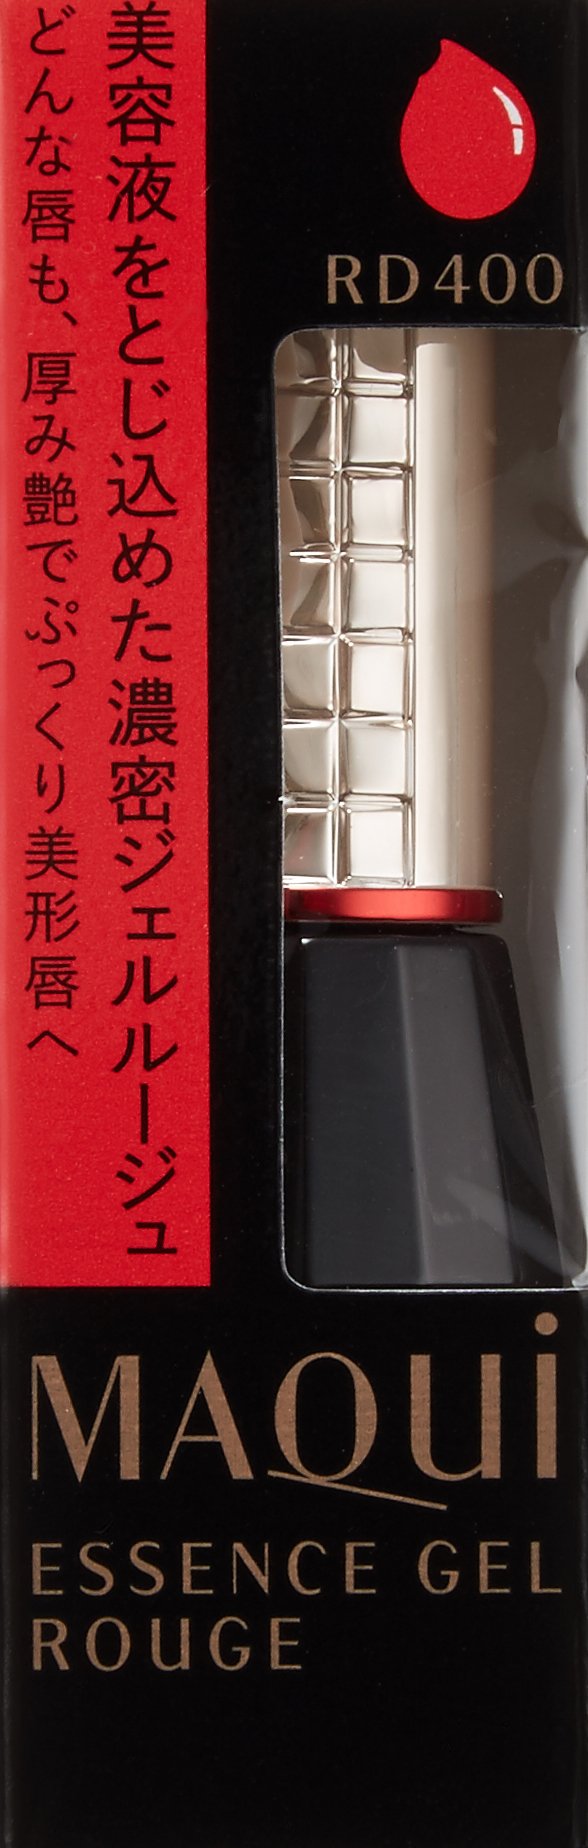 美容液をとじ込めた濃密ジェルルージュ
どんな唇も、厚み艶でぷっくり美形唇へ
RD400
MAQui
ESSENCE GEL
ROUGE